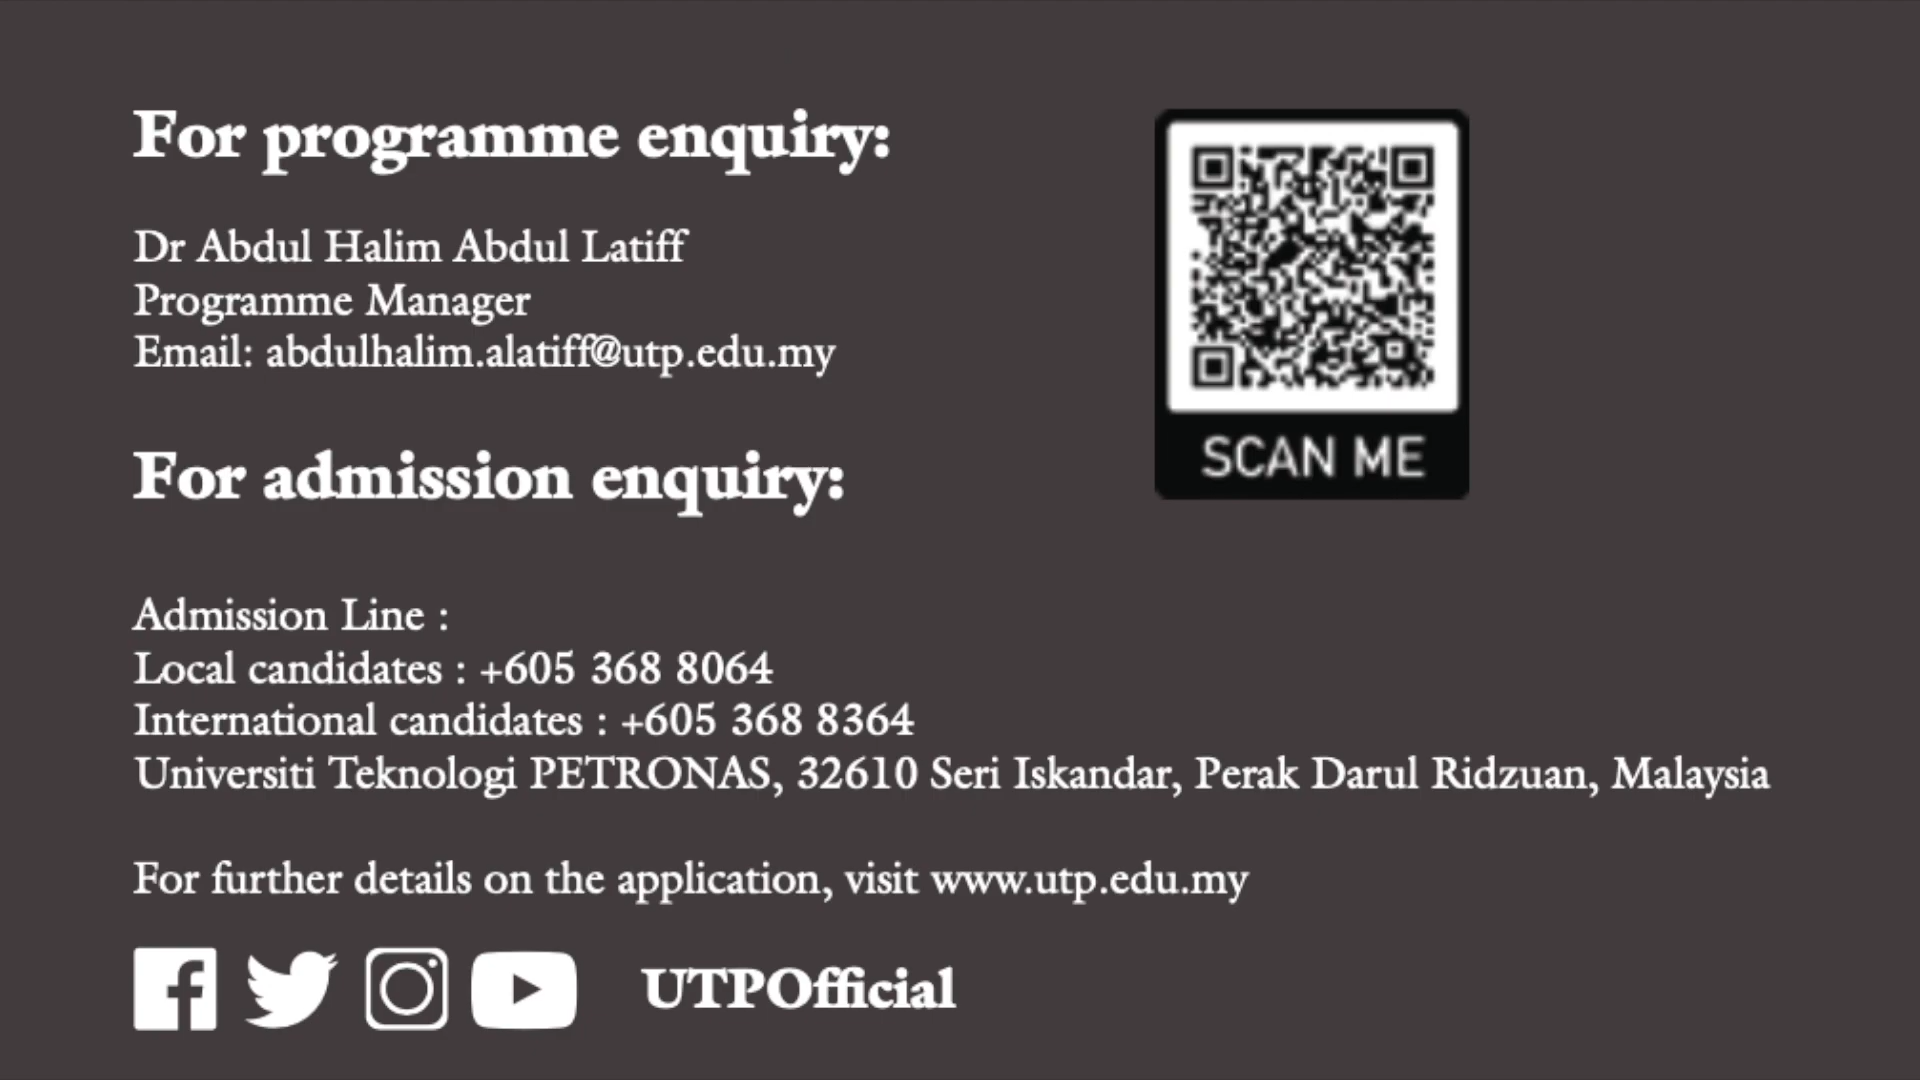 For programme enquiry:
Dr Abdul Halim Abdul Latiff
Programme Manager
Email: abdulhalim.alatiff@utp.edu.my
SCAN ME
For admission enquiry:
Admission Line :
Local candidates : +605 368 8064
International candidates : +605 368 8364
Universiti Teknologi PETRONAS, 32610 Seri Iskandar, Perak Darul Ridzuan, Malaysia
For further details on the application, visit www.utp.edu.my
UTPOfficial